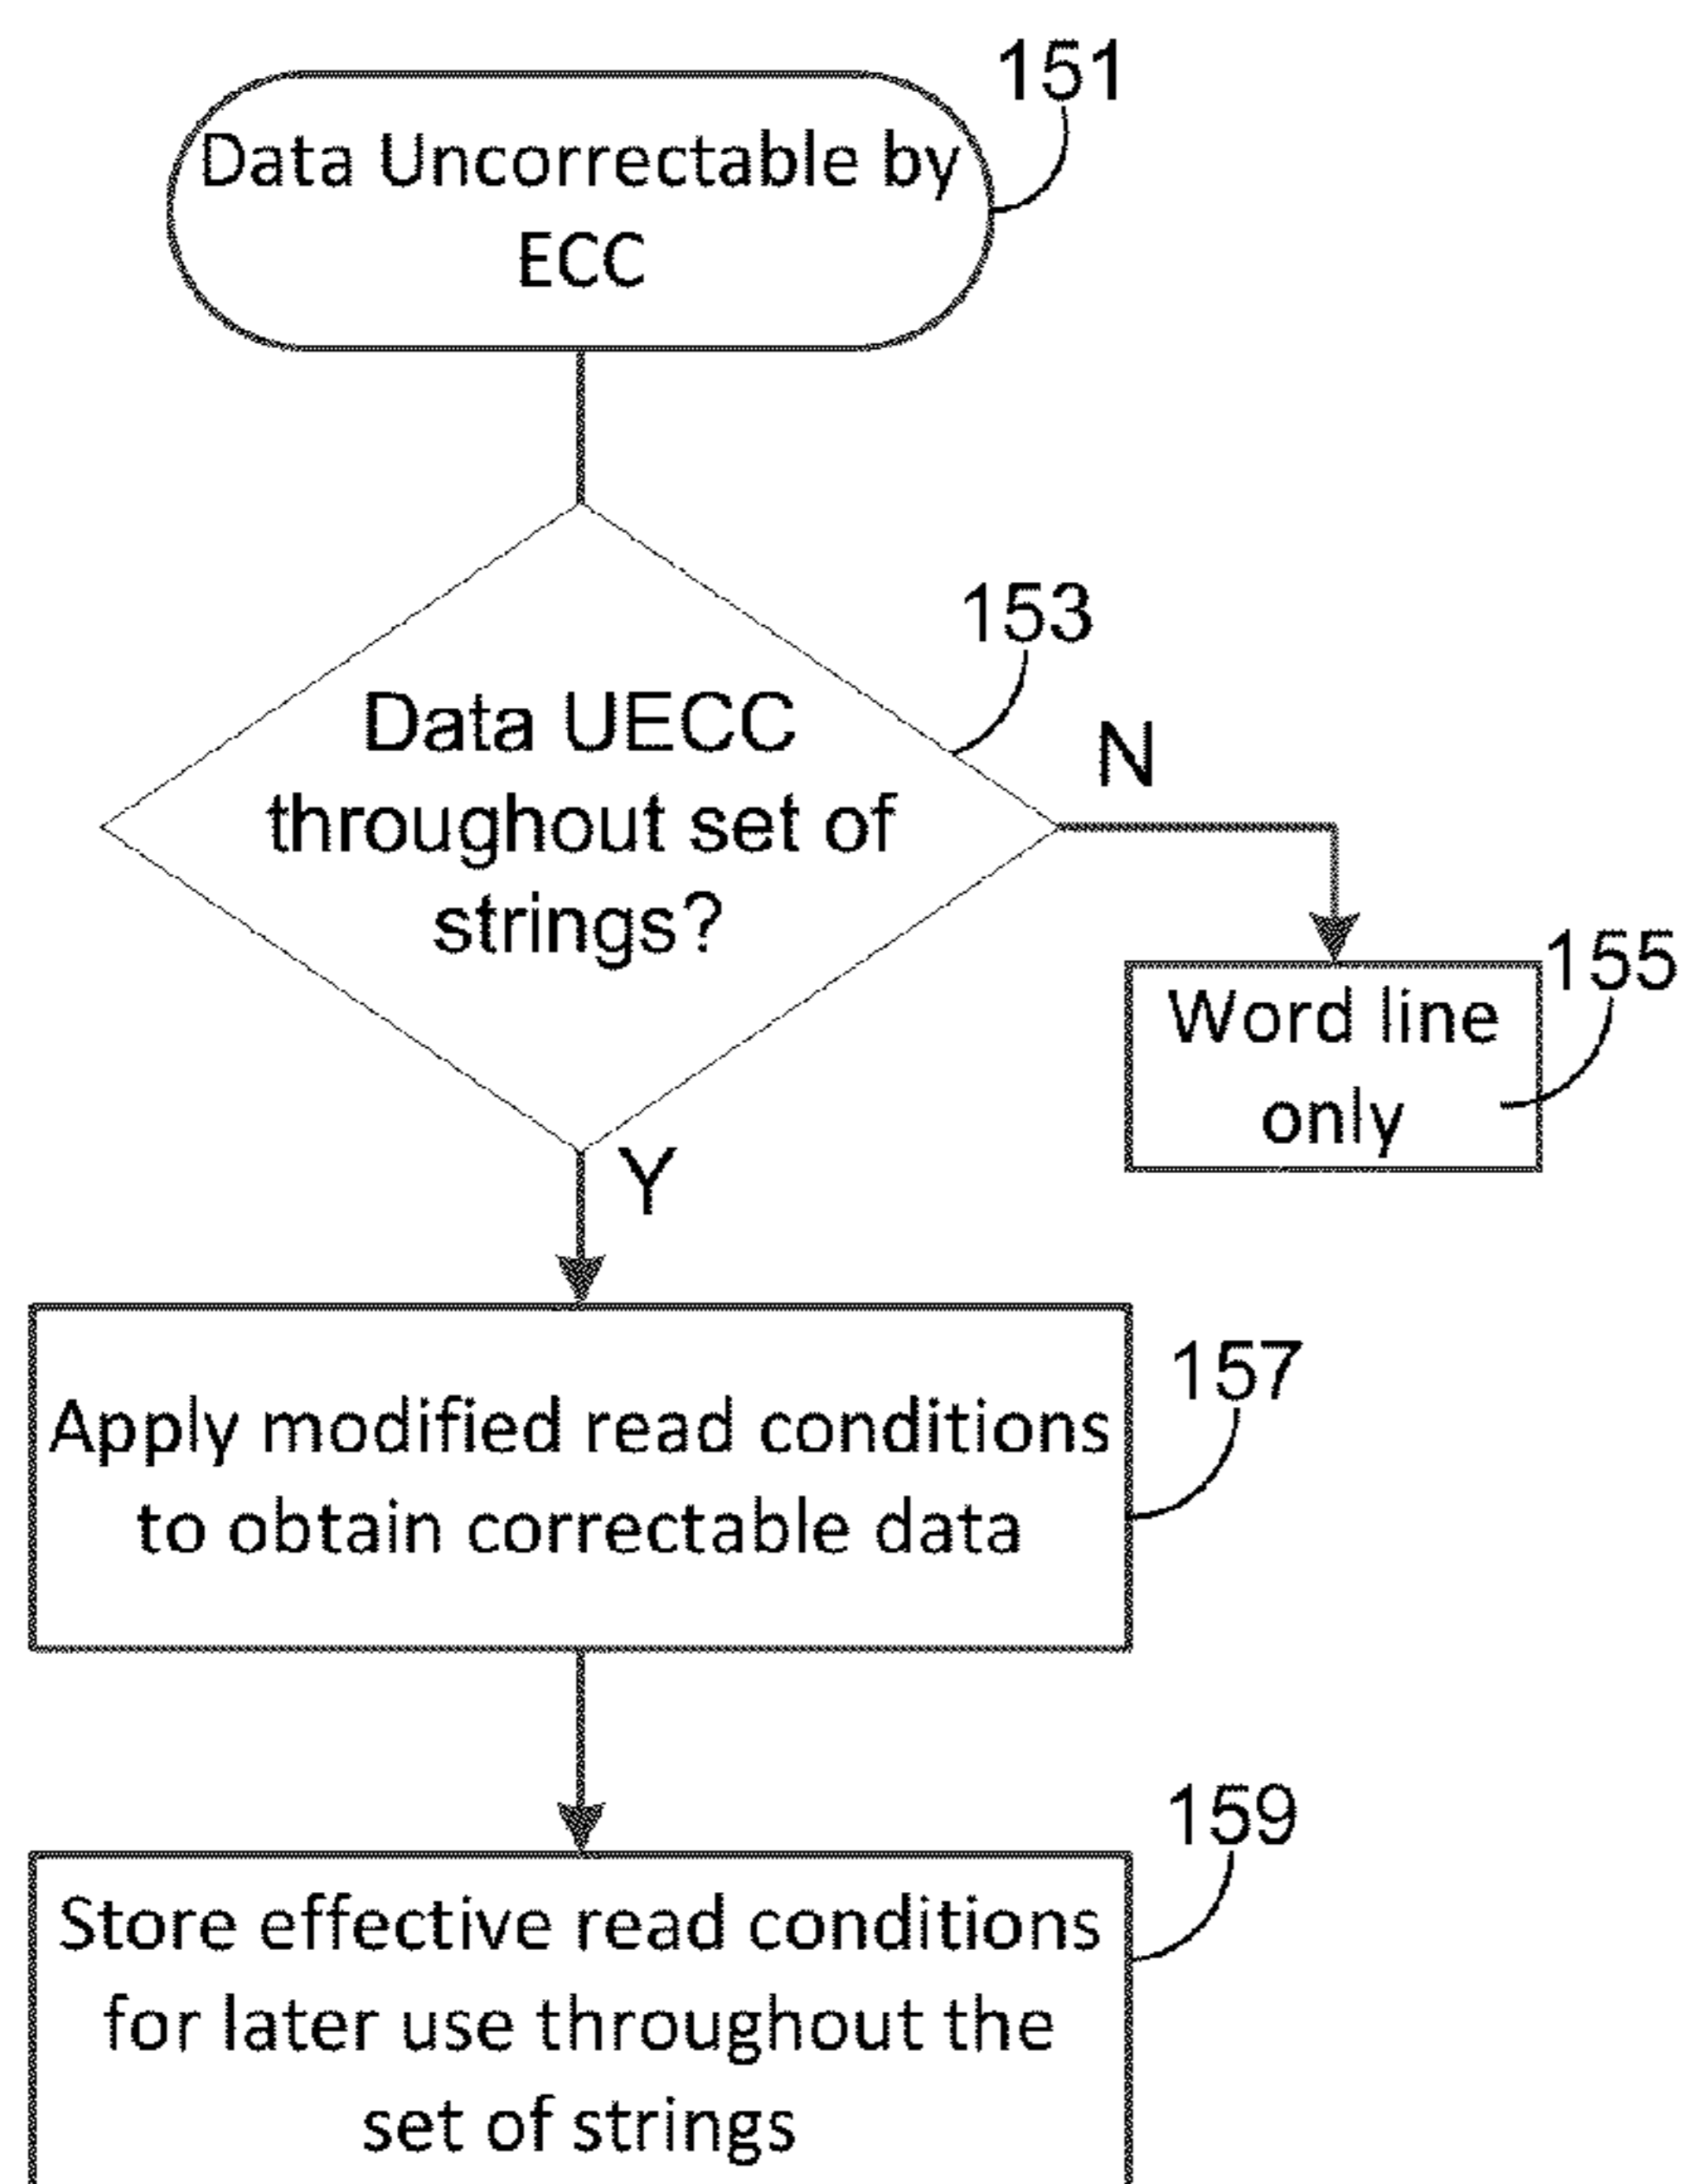 151
Data Uncorrectable by
ECC
153
Data UECC
throughout set of
strings?
N
155
Word line
only
Y
157
Apply modified read conditions
to obtain correctable data
159
Store effective read conditions
for later use throughout the
set of strings